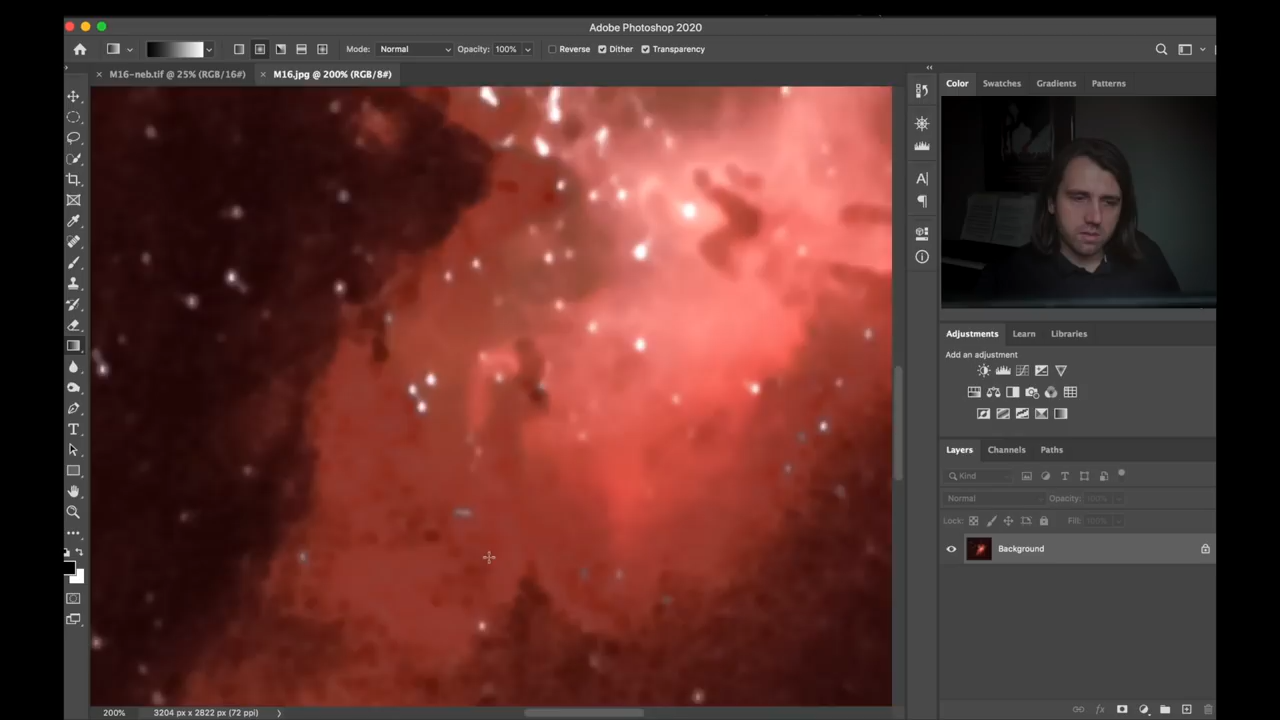 Adobe Photoshop 2020
Mode: Normal Opacity: 100% Reverse Dither Transparency
× M16-neb.tif @ 25% (RGB/16#) × M16.jpg @ 200% (RGB/8#)
Color Swatches Gradients Patterns
Adjustments Learn Libraries
Add an adjustment
Layers Channels Paths
Kind
Normal Opacity: 100%
Lock: Fill: 100%
Background
200% 3204 px x 2822 px (72 ppi)